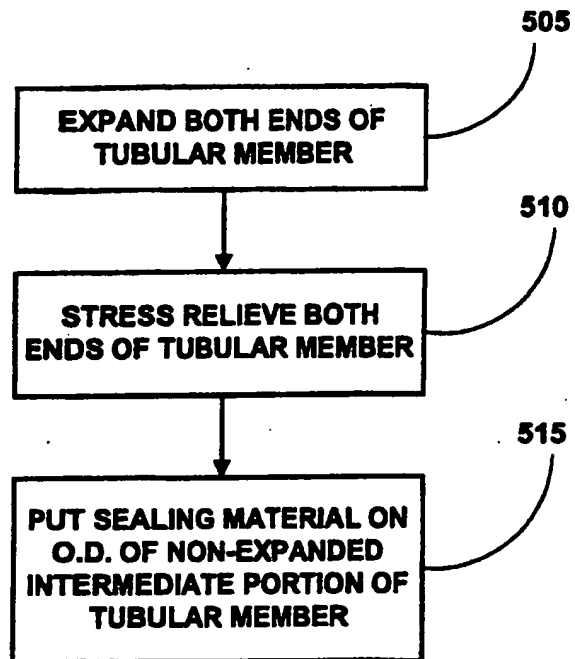 505
EXPAND BOTH ENDS OF
TUBULAR MEMBER
510
STRESS RELIEVE BOTH
ENDS OF TUBULAR MEMBER
515
PUT SEALING MATERIAL ON
O.D. OF NON-EXPANDED
INTERMEDIATE PORTION OF
TUBULAR MEMBER